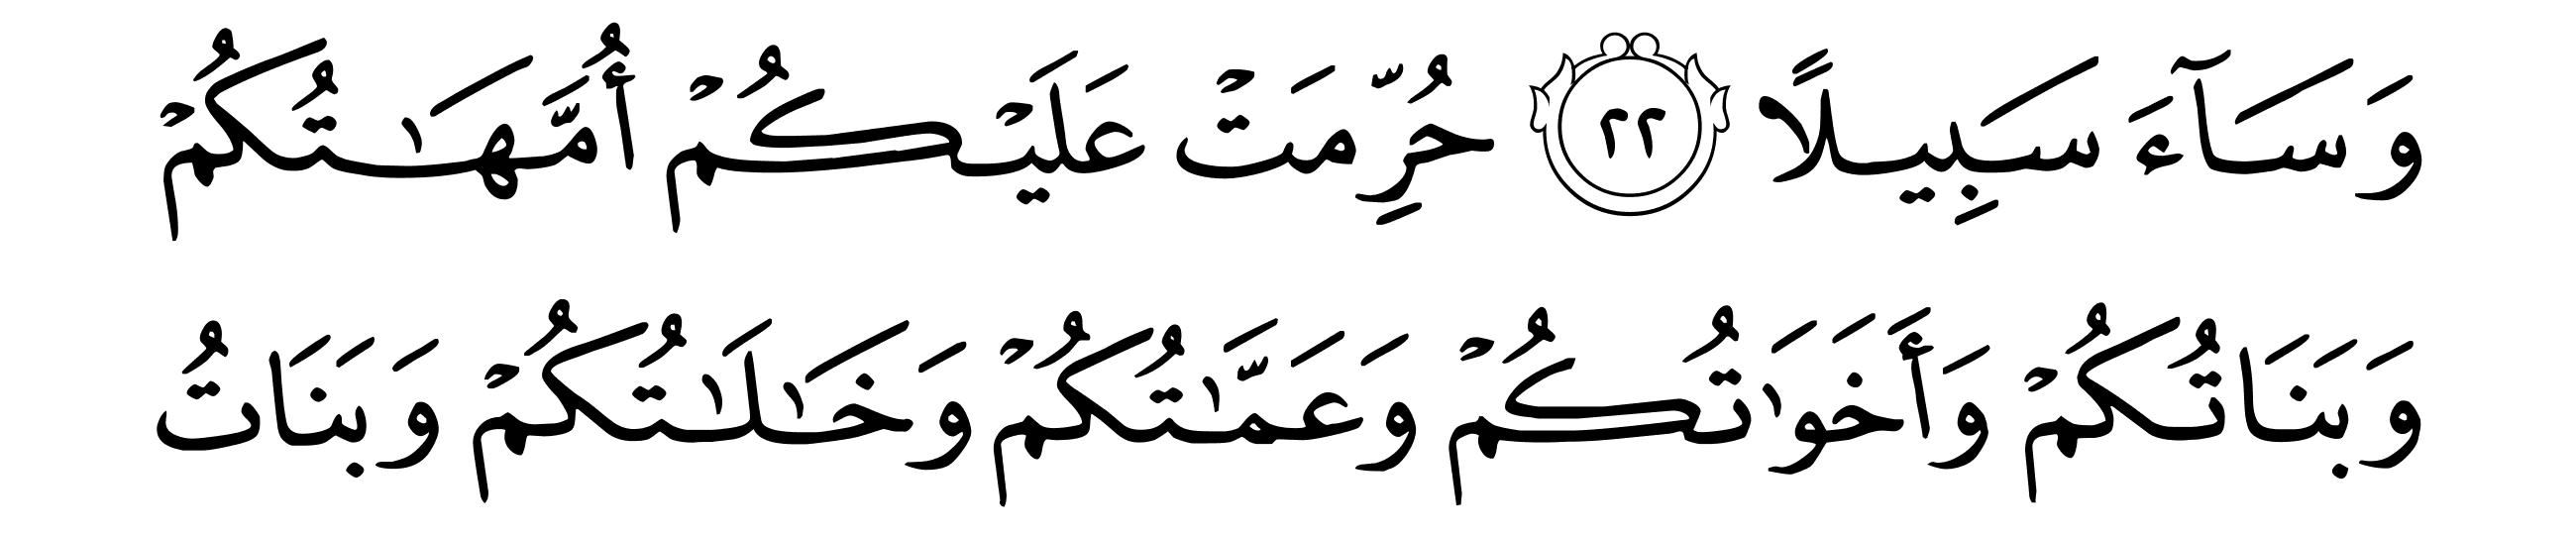 وَسَآءَ سَبِيلًا ٢٢ حُرِّمَتْ عَلَيْكُمْ أُمَّهَٰتُكُمْ
وَبَنَاتُكُمْ وَأَخَوَٰتُكُمْ وَعَمَّٰتُكُمْ وَخَٰلَٰتُكُمْ وَبَنَاتُ